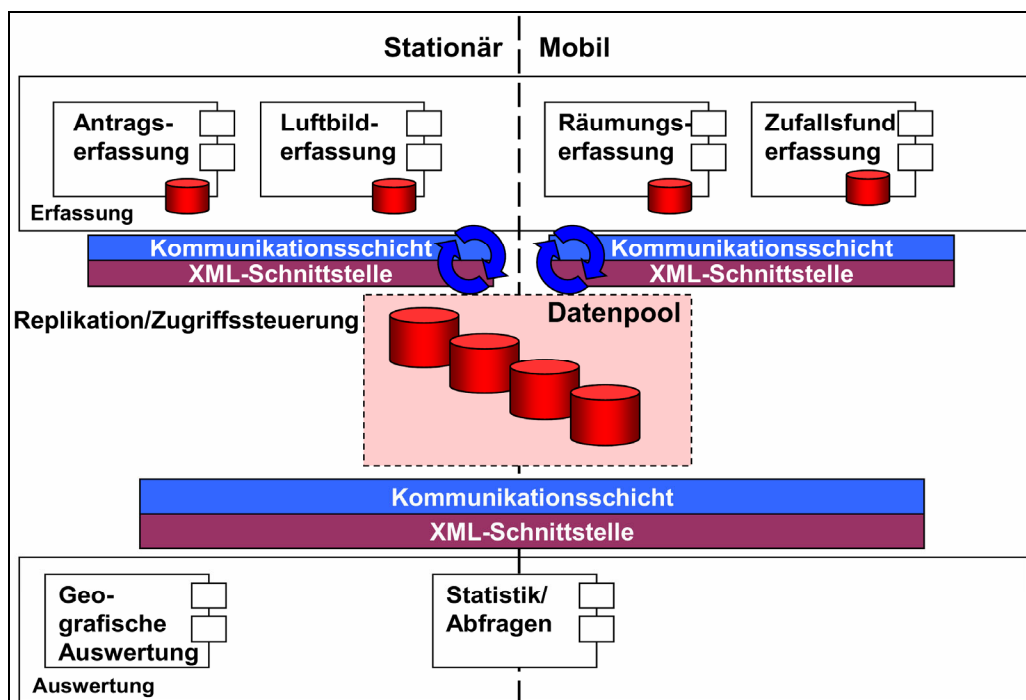 Stationär
Mobil
Antrags-
erfassung
Luftbild-
erfassung
Räumungs-
erfassung
Zufallsfund
erfassung
Erfassung
Kommunikationsschicht
XML-Schnittstelle
Kommunikationsschicht
XML-Schnittstelle
Replikation/Zugriffssteuerung
Datenpool
Kommunikationsschicht
XML-Schnittstelle
Geo-
grafische
Auswertung
Statistik/
Abfragen
Auswertung